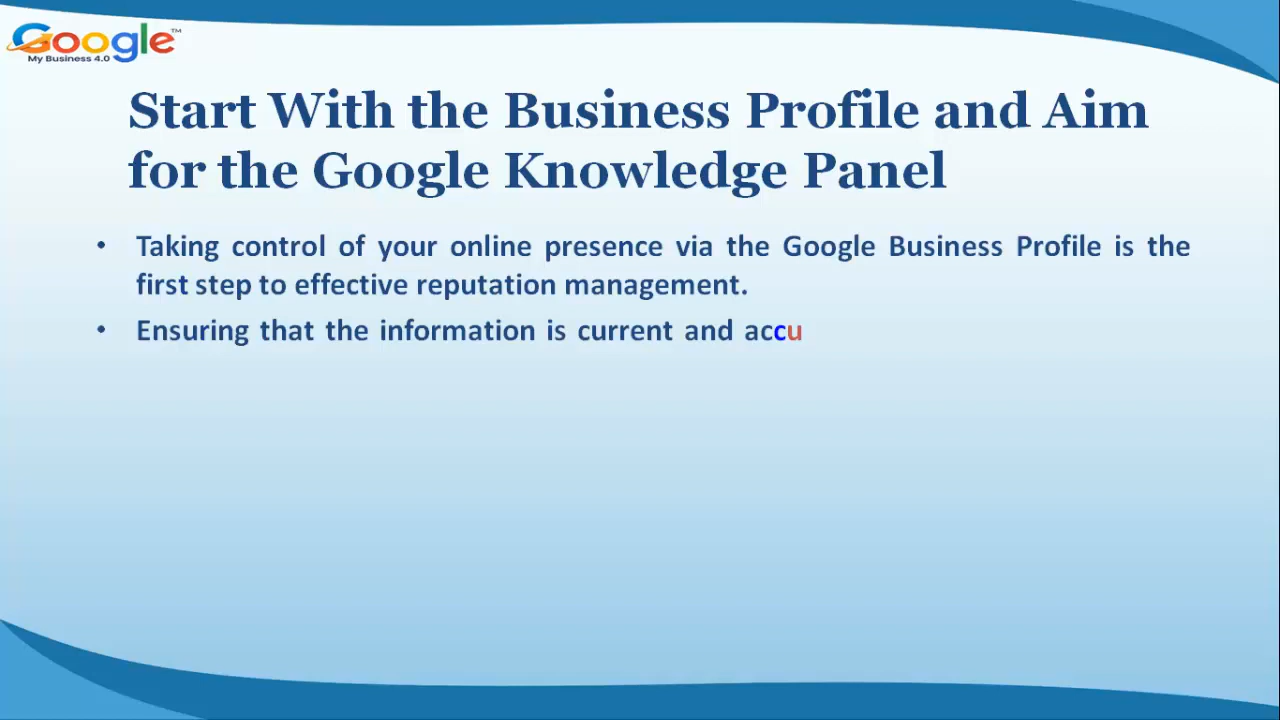 Google™
My Business 4.0
Start With the Business Profile and Aim
for the Google Knowledge Panel
• Taking control of your online presence via the Google Business Profile is the
first step to effective reputation management.
• Ensuring that the information is current and accu